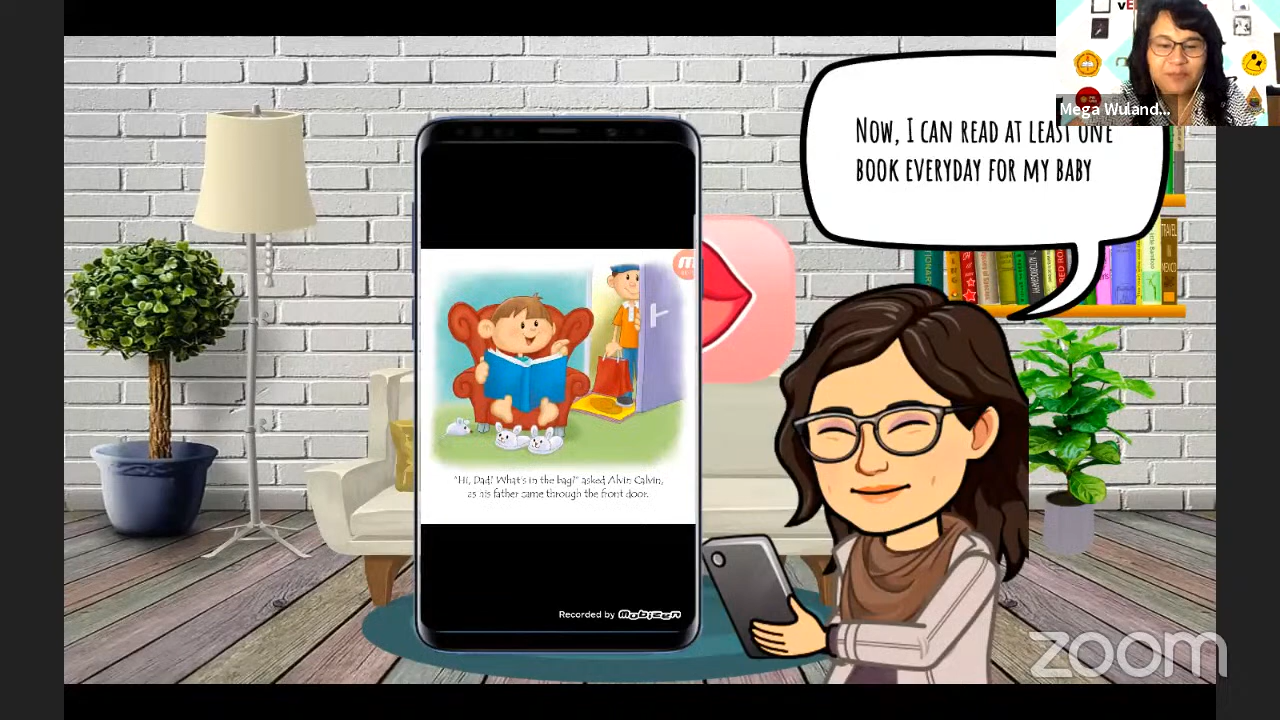 Mega Wuland...
NOW, I CAN READ AT LEAST ONE
BOOK EVERYDAY FOR MY BABY
"Hi, Dad! What's in the bag?" asked Alvin Calvin,
as his father came through the front door.
Recorded by Mobizen
zoom